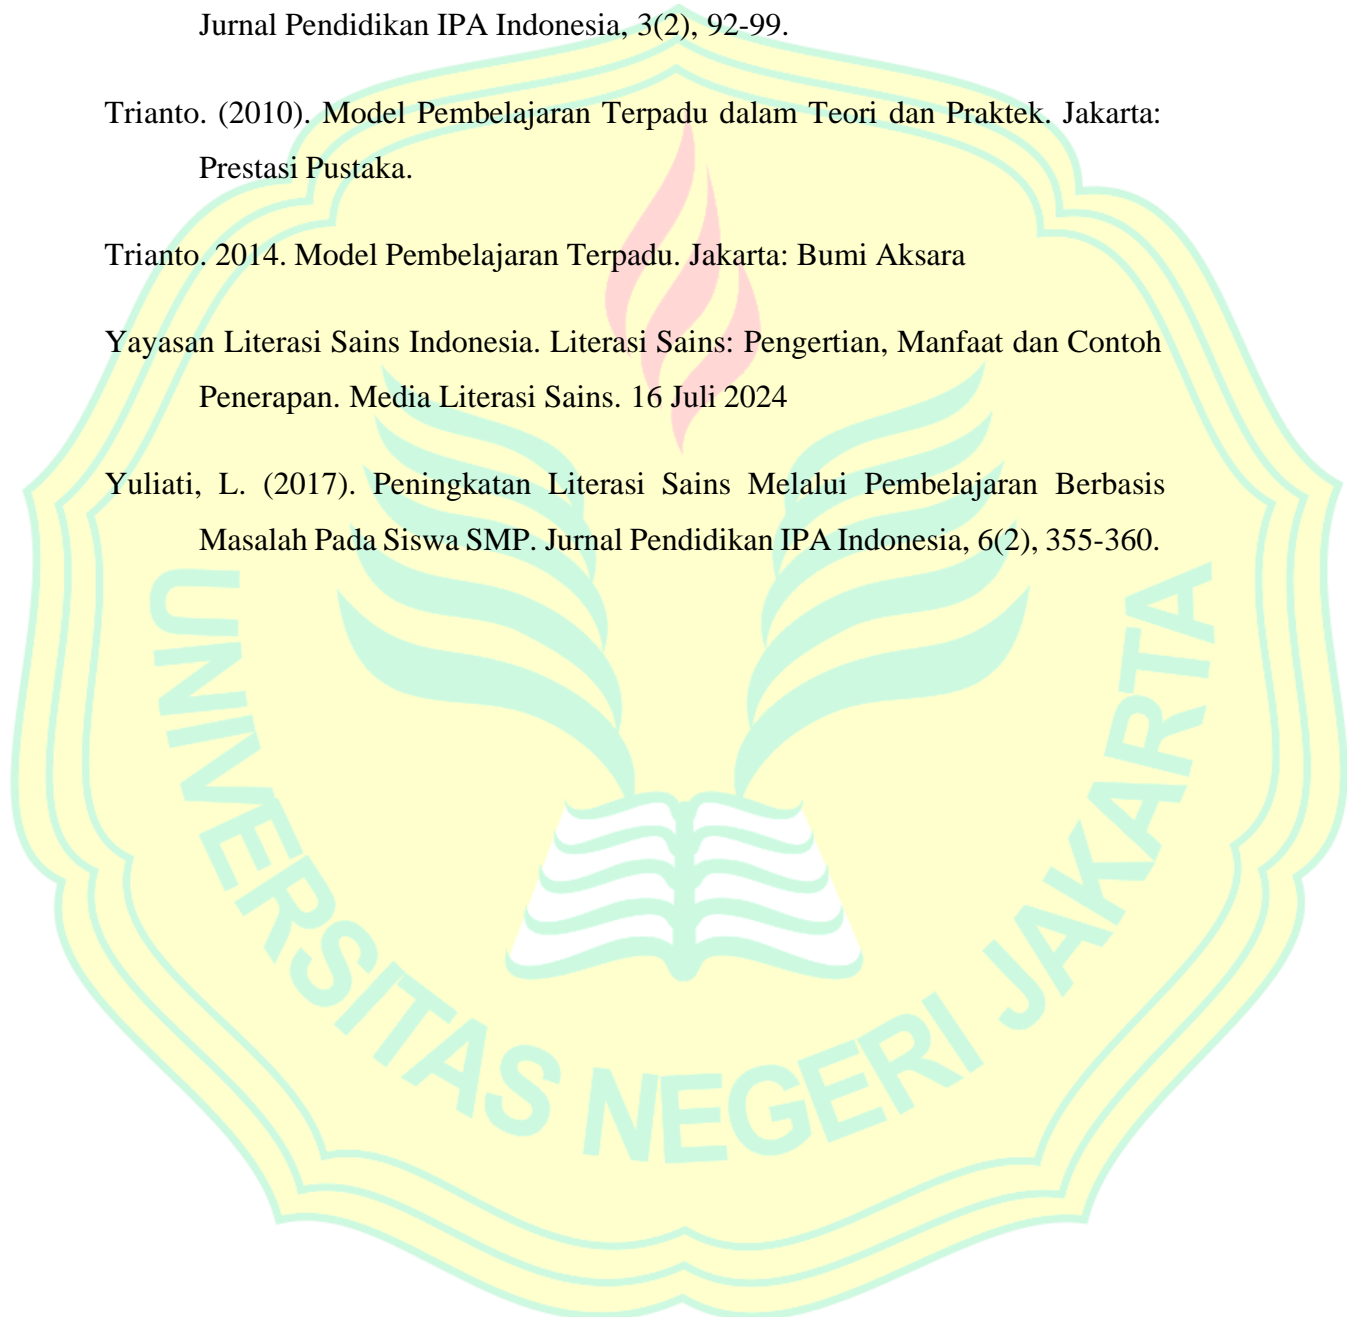 Jurnal Pendidikan IPA Indonesia, 3(2), 92-99.
Trianto. (2010). Model Pembelajaran Terpadu dalam Teori dan Praktek. Jakarta:
Prestasi Pustaka.
Trianto. 2014. Model Pembelajaran Terpadu. Jakarta: Bumi Aksara
Yayasan Literasi Sains Indonesia. Literasi Sains: Pengertian, Manfaat dan Contoh
Penerapan. Media Literasi Sains. 16 Juli 2024
Yuliati, L. (2017). Peningkatan Literasi Sains Melalui Pembelajaran Berbasis
Masalah Pada Siswa SMP. Jurnal Pendidikan IPA Indonesia, 6(2), 355-360.
UNIVERSITAS NEGERI JAKARTA